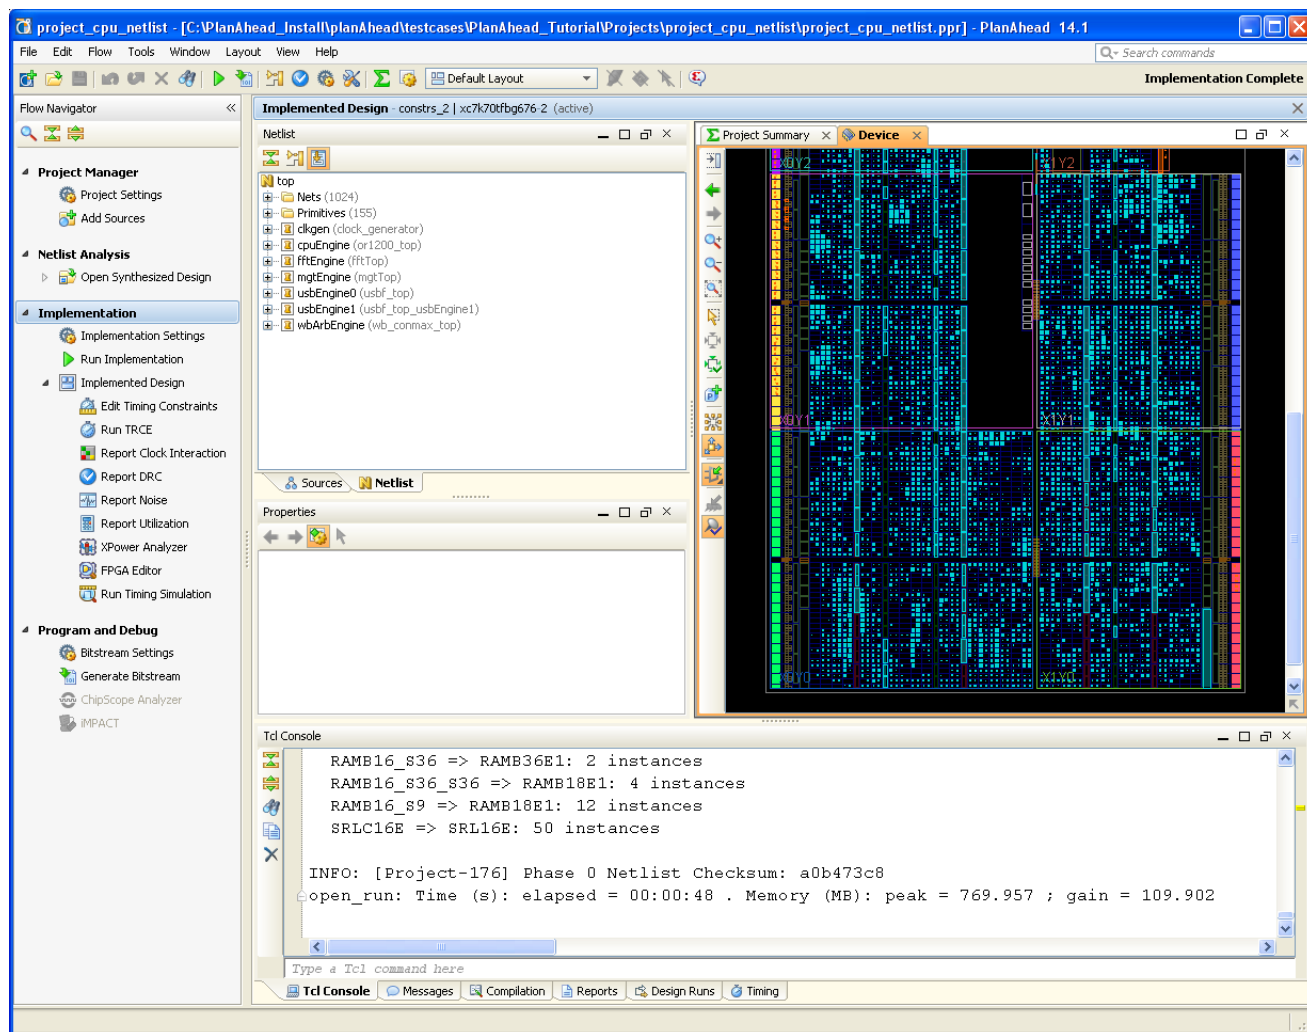 project_cpu_netlist - [C:\PlanAhead_Install\planAhead\testcases\PlanAhead_Tutorial\Projects\project_cpu_netlist\project_cpu_netlist.ppr] - PlanAhead 14.1
File Edit Flow Tools Window Layout View Help
Search commands
Default Layout
Implementation Complete
Flow Navigator
Project Manager
Project Settings
Add Sources
Netlist Analysis
Open Synthesized Design
Implementation
Implementation Settings
Run Implementation
Implemented Design
Edit Timing Constraints
Run TRCE
Report Clock Interaction
Report DRC
Report Noise
Report Utilization
XPower Analyzer
FPGA Editor
Run Timing Simulation
Program and Debug
Bitstream Settings
Generate Bitstream
ChipScope Analyzer
iMPACT
Implemented Design - constrs_2 | xc7k70tfbg676-2 (active)
Netlist
top
Nets (1024)
Primitives (155)
clkgen (clock_generator)
cpuEngine (or1200_top)
fftEngine (fftTop)
mgtEngine (mgtTop)
usbEngine0 (usbf_top)
usbEngine1 (usbf_top_usbEngine1)
wbArbEngine (wb_conmax_top)
Sources Netlist
Properties
Project Summary Device
X0Y2 X1Y2
X0Y1 X1Y1
X0Y0 X1Y0
Tcl Console
RAMB16_S36 => RAMB36E1: 2 instances
RAMB16_S36_S36 => RAMB18E1: 4 instances
RAMB16_S9 => RAMB18E1: 12 instances
SRLC16E => SRL16E: 50 instances
INFO: [Project-176] Phase 0 Netlist Checksum: a0b473c8
open_run: Time (s): elapsed = 00:00:48 . Memory (MB): peak = 769.957 ; gain = 109.902
Type a Tcl command here
Tcl Console Messages Compilation Reports Design Runs Timing